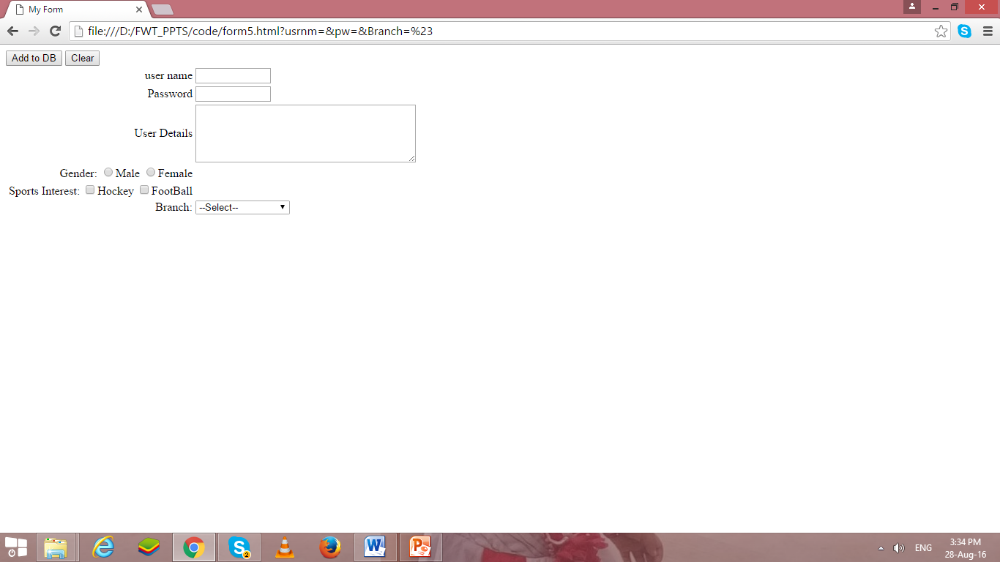 My Form
file:///D:/FWT_PPTS/code/form5.html?usrnm=&pw=&Branch=%23
Add to DB Clear
user name
Password
User Details
Gender: Male Female
Sports Interest: Hockey FootBall
Branch: --Select--
2
ENG
3:34 PM
28-Aug-16